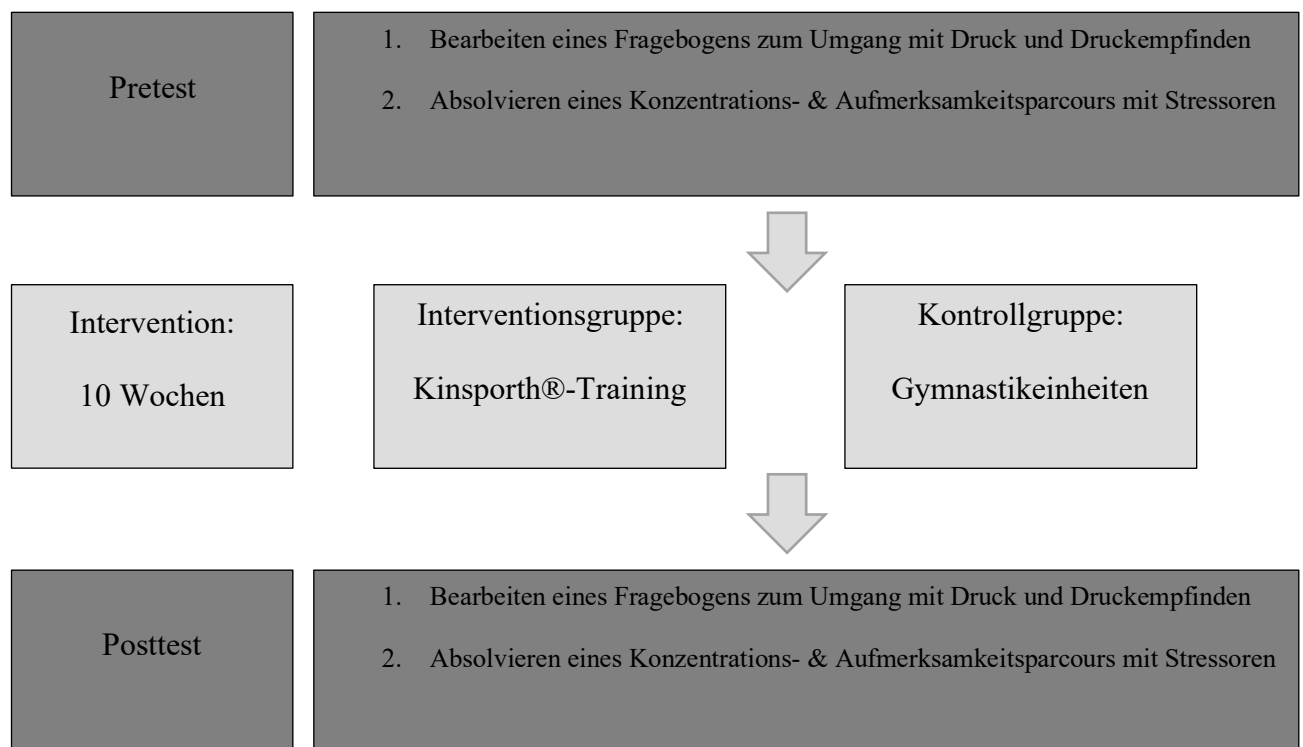 Pretest
1. Bearbeiten eines Fragebogens zum Umgang mit Druck und Druckempfinden
2. Absolvieren eines Konzentrations- & Aufmerksamkeitsparcours mit Stressoren
Intervention:
10 Wochen
Interventionsgruppe:
Kinsporth®-Training
Kontrollgruppe:
Gymnastikeinheiten
Posttest
1. Bearbeiten eines Fragebogens zum Umgang mit Druck und Druckempfinden
2. Absolvieren eines Konzentrations- & Aufmerksamkeitsparcours mit Stressoren